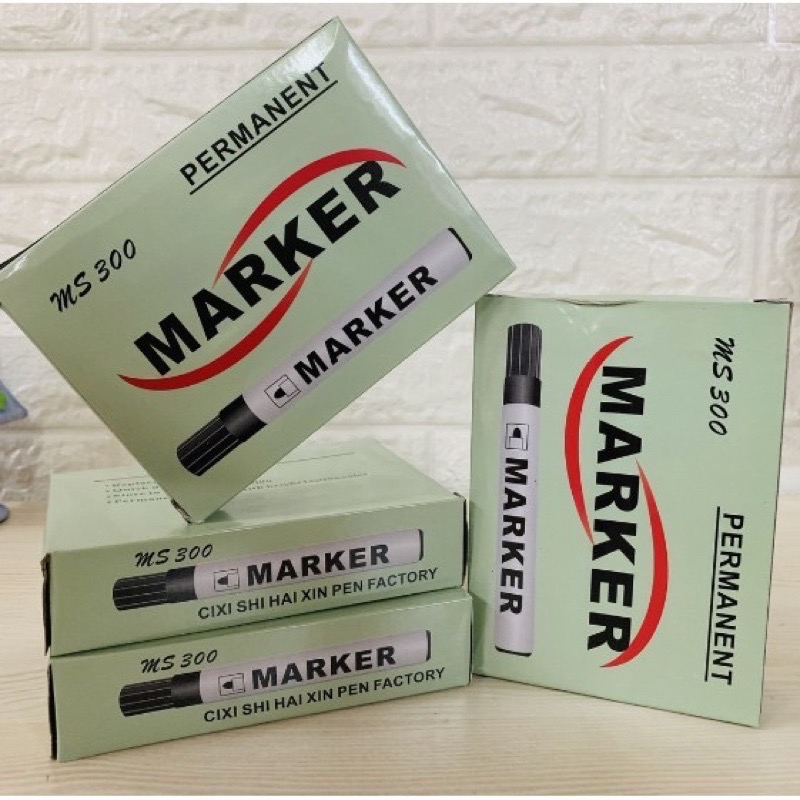 PERMANENT
MS 300
MARKER
MARKER
MS 300
MARKER
MARKER
PERMANENT
MS 300
MARKER
CIXI SHI HAI XIN PEN FACTORY
MS 300
MARKER
CIXI SHI HAI XIN PEN FACTORY